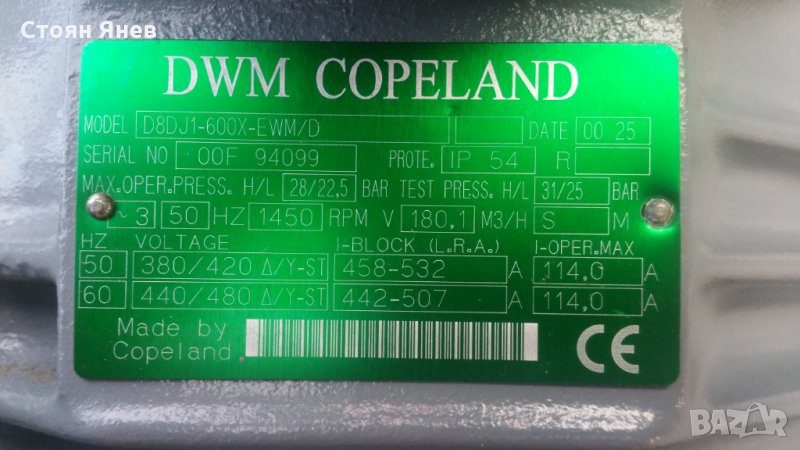 Стоян Янев
DWM COPELAND
MODEL D8DJ1-600X-EWM/D DATE 00 25
SERIAL NO 00F 94099 PROTE. IP 54 R
MAX.OPER.PRESS. H/L 28/22,5 BAR TEST PRESS. H/L 31/25 BAR
~3 50 HZ 1450 RPM V 180,1 M3/H S M
HZ VOLTAGE I-BLOCK (L.R.A.) I-OPER.MAX
50 380/420 Δ/Y-ST 458-532 A 114,0 A
60 440/480 Δ/Y-ST 442-507 A 114,0 A
Made by
Copeland
CE
BAZAR